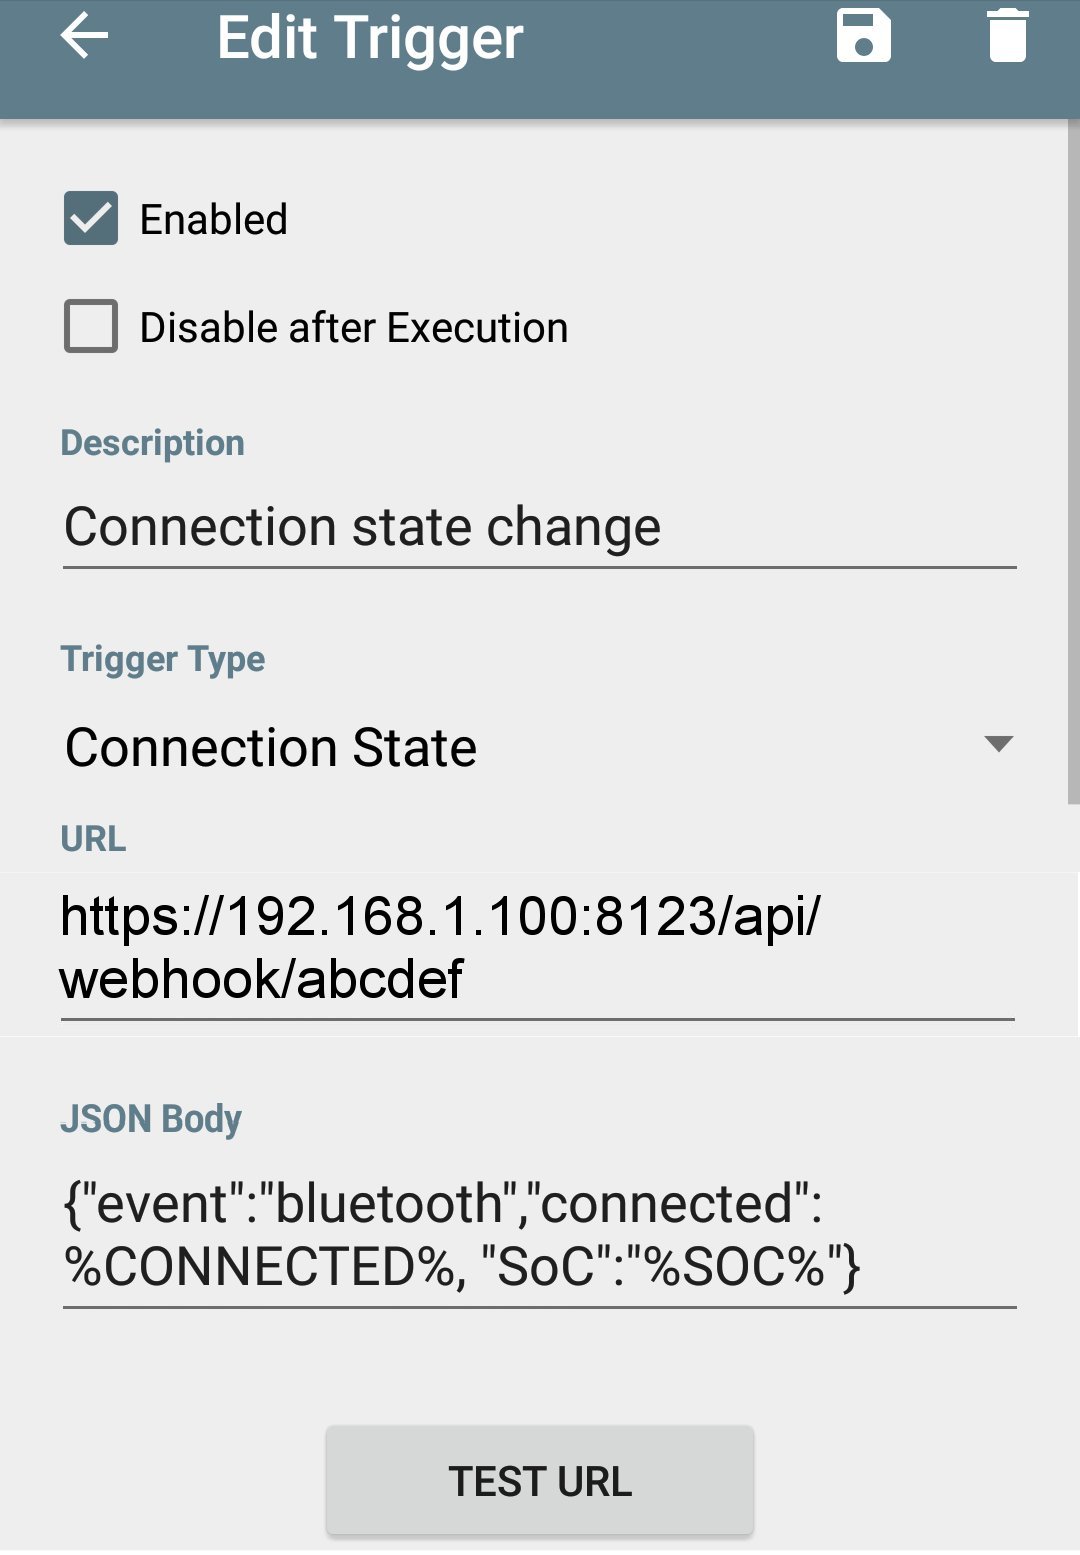 Edit Trigger
Enabled
Disable after Execution
Description
Connection state change
Trigger Type
Connection State
URL
https://192.168.1.100:8123/api/
webhook/abcdef
JSON Body
{"event":"bluetooth","connected":
%CONNECTED%, "SoC":"%SOC%"}
TEST URL